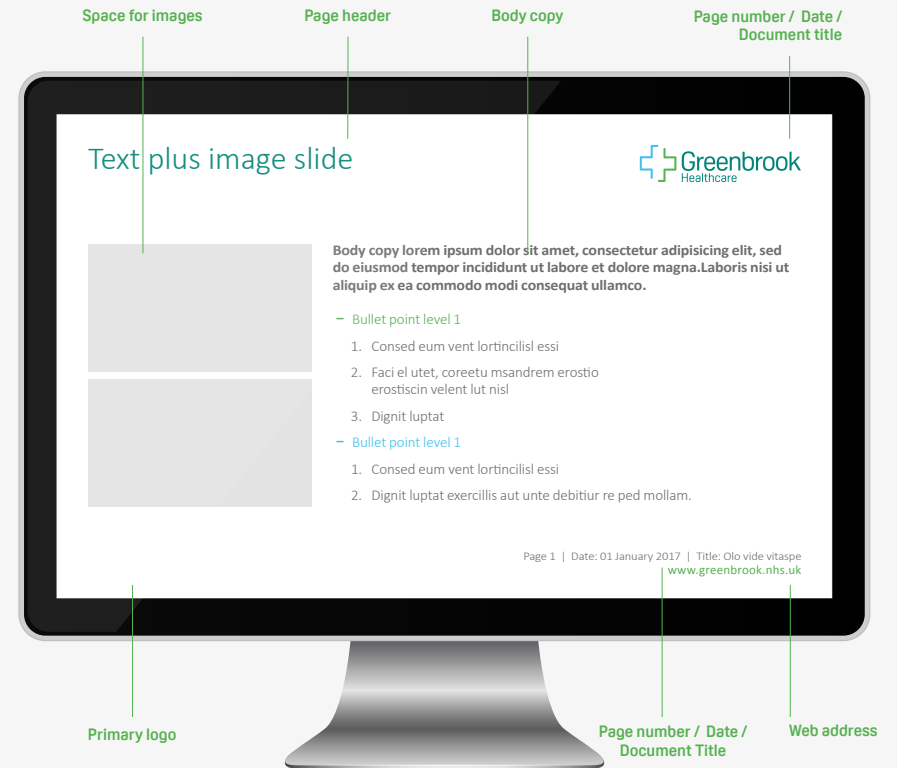 Space for images
Page header
Body copy
Page number / Date /
Document title
Text plus image slide
Greenbrook
Healthcare
Body copy lorem ipsum dolor sit amet, consectetur adipisicing elit, sed
do eiusmod tempor incididunt ut labore et dolore magna.Laboris nisi ut
aliquip ex ea commodo modi consequat ullamco.
– Bullet point level 1
1. Consed eum vent lortincilisl essi
2. Faci el utet, coreetu msandrem erostio
erostiscin velent lut nisl
3. Dignit luptat
– Bullet point level 1
1. Consed eum vent lortincilisl essi
2. Dignit luptat exercillis aut unte debitiur re ped mollam.
Page 1 | Date: 01 January 2017 | Title: Olo vide vitaspe
www.greenbrook.nhs.uk
Primary logo
Page number / Date /
Document Title
Web address